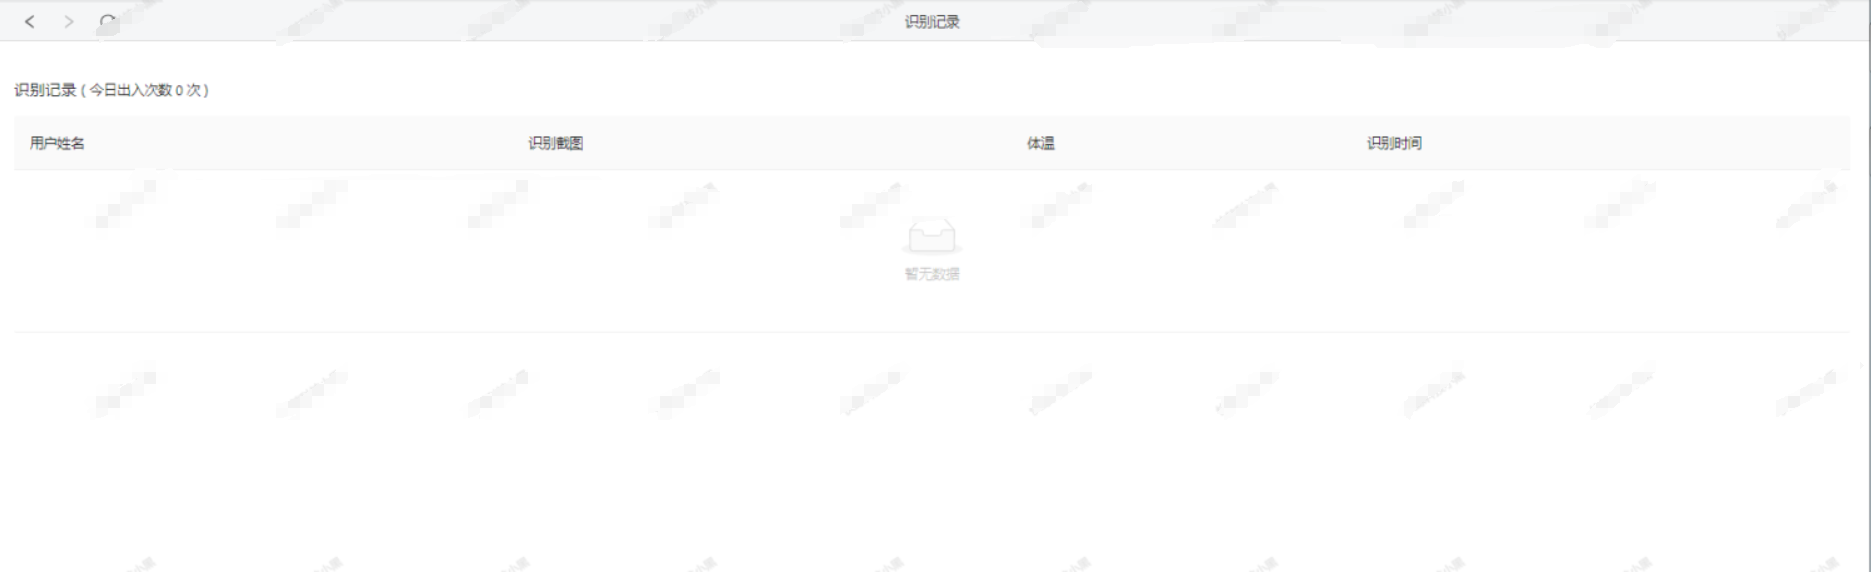 识别记录
识别记录 ( 今日出入次数 0 次 )
用户姓名 识别截图 体温 识别时间
暂无数据